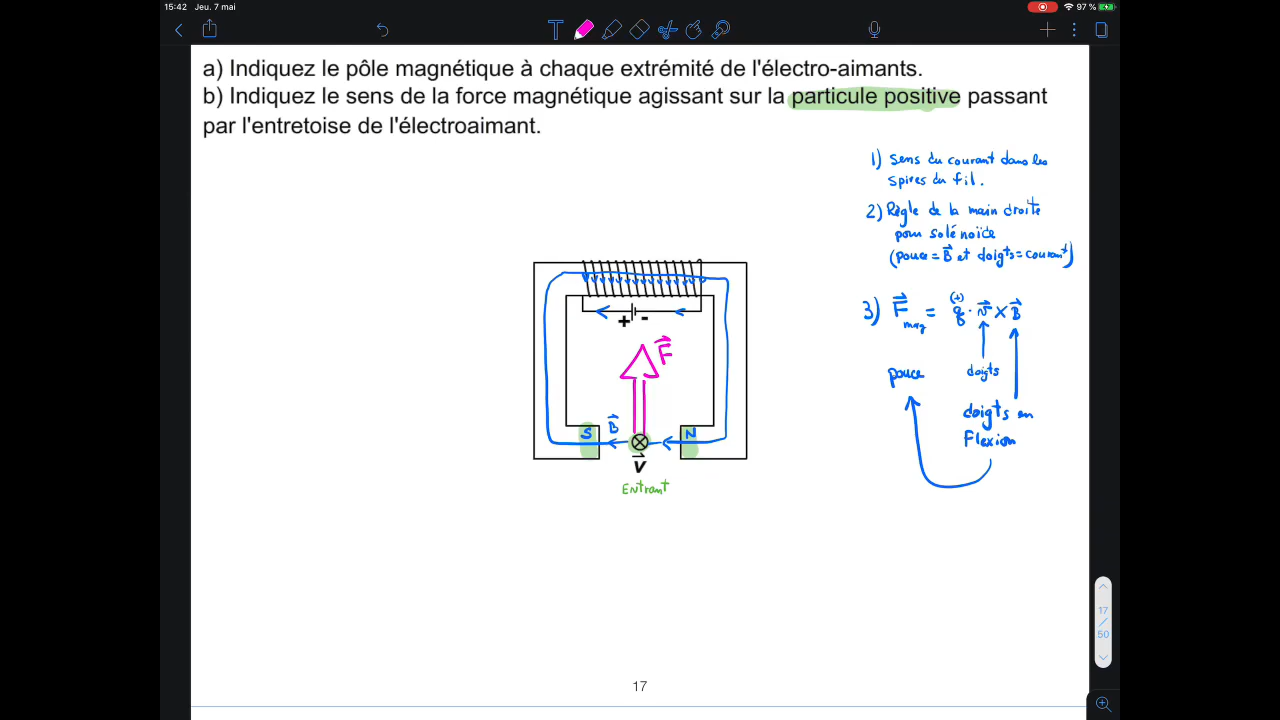 15:42 Jeu. 7 mai
97 %
a) Indiquez le pôle magnétique à chaque extrémité de l'électro-aimants.
b) Indiquez le sens de la force magnétique agissant sur la particule positive passant
par l'entretoise de l'électroaimant.
1) Sens du courant dans les
spires du fil.
2) Règle de la main droite
pour solénoïde
(pouce = B⃗ et doigts = courant)
3) F⃗mag = q(+) · v⃗ × B⃗
pouce
doigts
doigts en
Flexion
+ -
F⃗
S B⃗ N
v⃗
Entrant
17
/
50
17